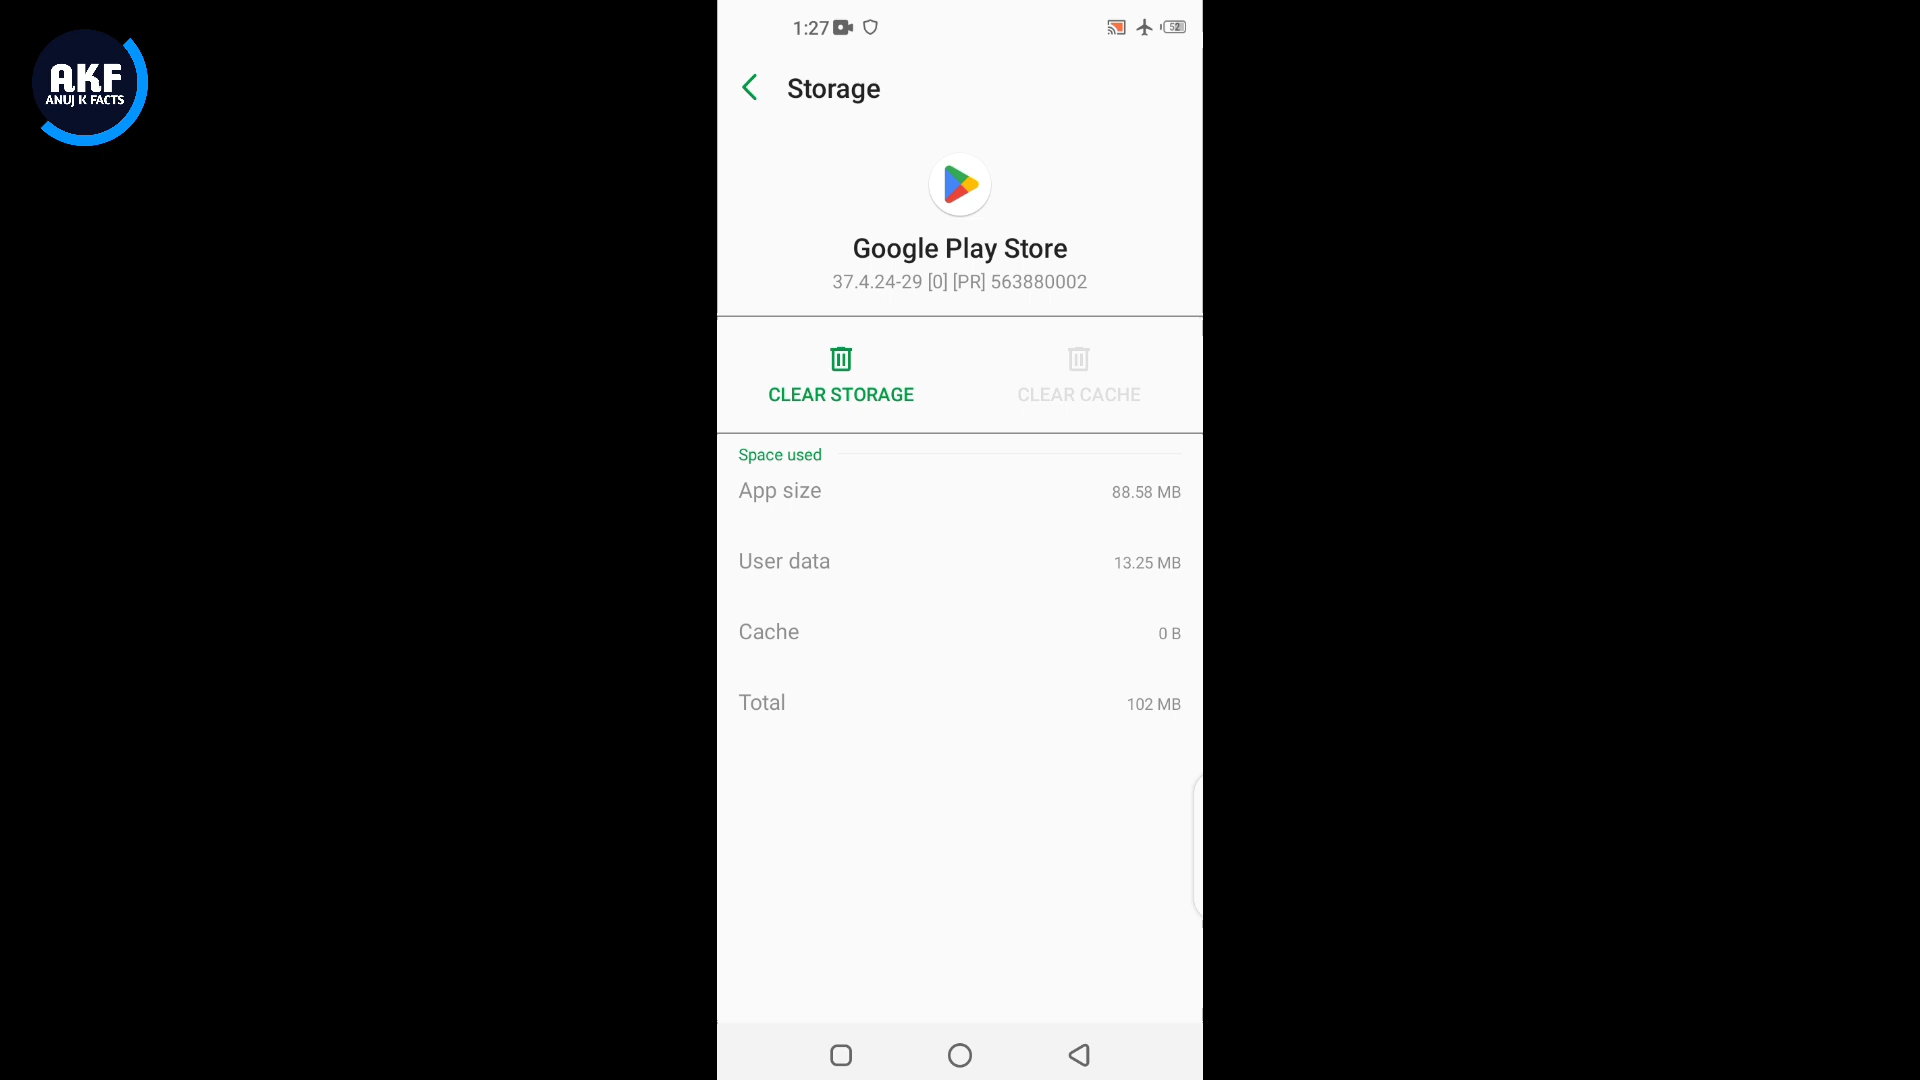 AKF
ANUJ K FACTS
1:27
52
Storage
Google Play Store
37.4.24-29 [0] [PR] 563880002
CLEAR STORAGE
CLEAR CACHE
Space used
App size
88.58 MB
User data
13.25 MB
Cache
0 B
Total
102 MB